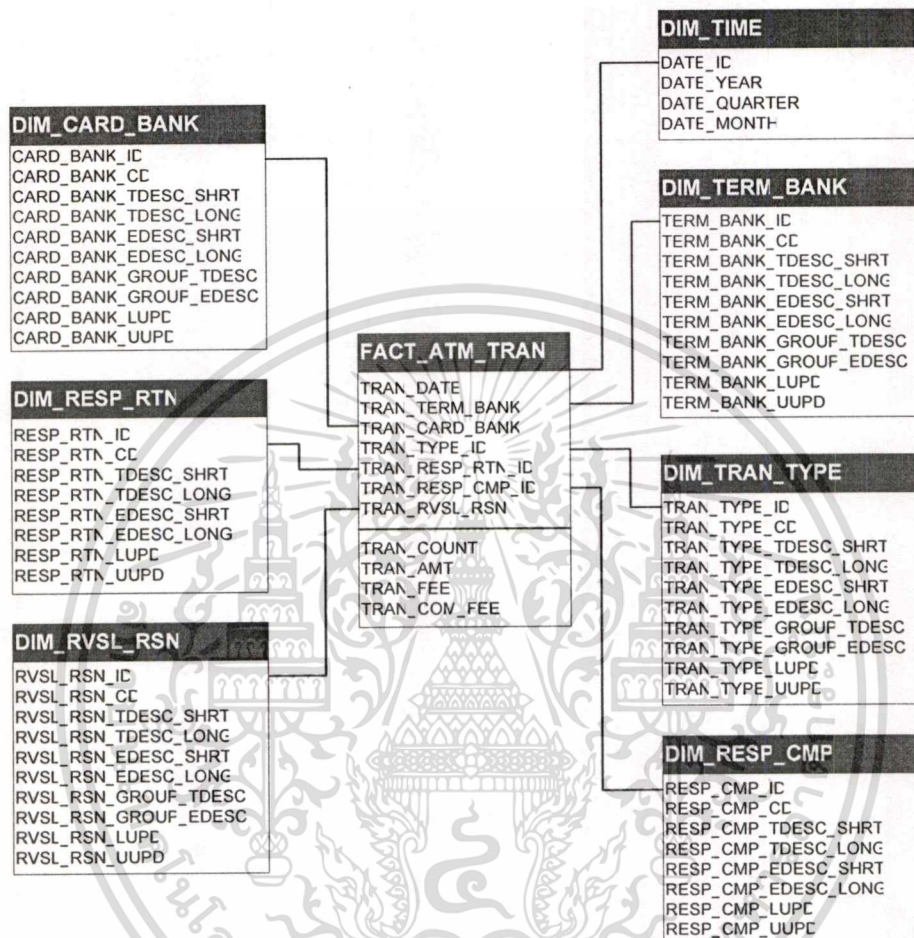 DIM_TIME
DATE_ID
DATE_YEAR
DATE_QUARTER
DATE_MONTH
DIM_CARD_BANK
CARD_BANK_ID
CARD_BANK_CD
CARD_BANK_TDESC_SHRT
CARD_BANK_TDESC_LONG
CARD_BANK_EDESC_SHRT
CARD_BANK_EDESC_LONG
CARD_BANK_GROUP_TDESC
CARD_BANK_GROUP_EDESC
CARD_BANK_LUPD
CARD_BANK_UUPD
DIM_TERM_BANK
TERM_BANK_ID
TERM_BANK_CD
TERM_BANK_TDESC_SHRT
TERM_BANK_TDESC_LONG
TERM_BANK_EDESC_SHRT
TERM_BANK_EDESC_LONG
TERM_BANK_GROUP_TDESC
TERM_BANK_GROUP_EDESC
TERM_BANK_LUPD
TERM_BANK_UUPD
FACT_ATM_TRAN
TRAN_DATE
TRAN_TERM_BANK
TRAN_CARD_BANK
TRAN_TYPE_ID
TRAN_RESP_RTN_ID
TRAN_RESP_CMP_ID
TRAN_RVSL_RSN
TRAN_COUNT
TRAN_AMT
TRAN_FEE
TRAN_COM_FEE
DIM_RESP_RTN
RESP_RTN_ID
RESP_RTN_CD
RESP_RTN_TDESC_SHRT
RESP_RTN_TDESC_LONG
RESP_RTN_EDESC_SHRT
RESP_RTN_EDESC_LONG
RESP_RTN_LUPD
RESP_RTN_UUPD
DIM_TRAN_TYPE
TRAN_TYPE_ID
TRAN_TYPE_CD
TRAN_TYPE_TDESC_SHRT
TRAN_TYPE_TDESC_LONG
TRAN_TYPE_EDESC_SHRT
TRAN_TYPE_EDESC_LONG
TRAN_TYPE_GROUP_TDESC
TRAN_TYPE_GROUP_EDESC
TRAN_TYPE_LUPD
TRAN_TYPE_UUPD
DIM_RVSL_RSN
RVSL_RSN_ID
RVSL_RSN_CD
RVSL_RSN_TDESC_SHRT
RVSL_RSN_TDESC_LONG
RVSL_RSN_EDESC_SHRT
RVSL_RSN_EDESC_LONG
RVSL_RSN_GROUP_TDESC
RVSL_RSN_GROUP_EDESC
RVSL_RSN_LUPD
RVSL_RSN_UUPD
DIM_RESP_CMP
RESP_CMP_ID
RESP_CMP_CD
RESP_CMP_TDESC_SHRT
RESP_CMP_TDESC_LONG
RESP_CMP_EDESC_SHRT
RESP_CMP_EDESC_LONG
RESP_CMP_LUPD
RESP_CMP_UUPD